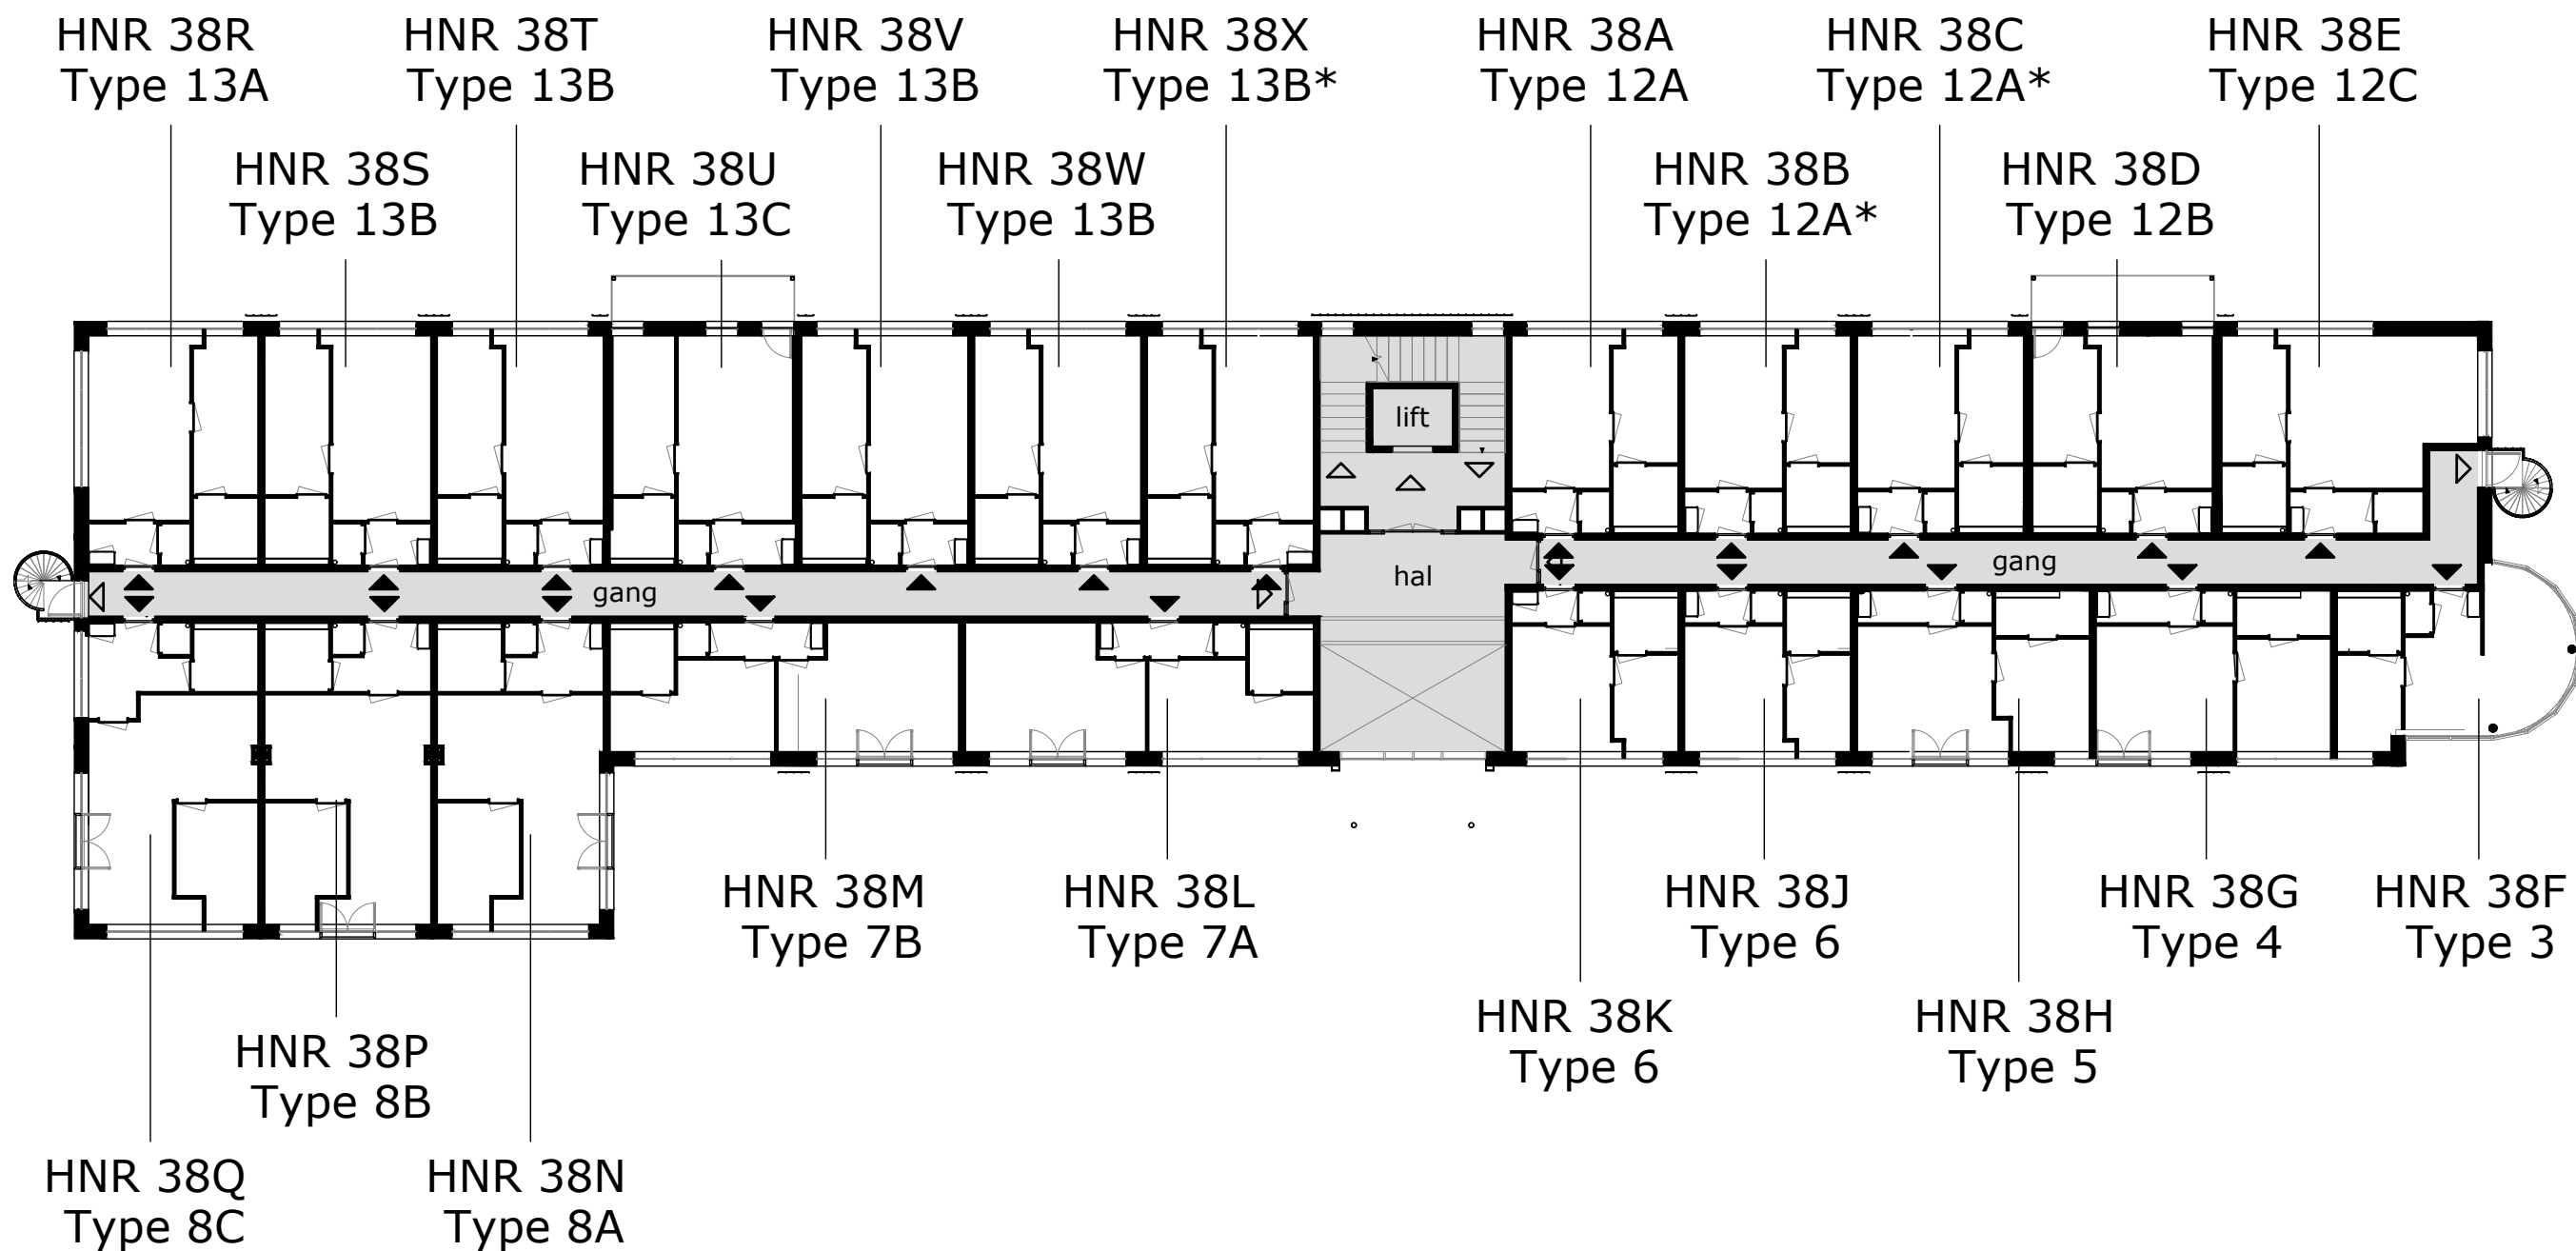 HNR 38R
Type 13A
HNR 38T
Type 13B
HNR 38V
Type 13B
HNR 38X
Type 13B*
HNR 38A
Type 12A
HNR 38C
Type 12A*
HNR 38E
Type 12C
HNR 38S
Type 13B
HNR 38U
Type 13C
HNR 38W
Type 13B
HNR 38B
Type 12A*
HNR 38D
Type 12B
lift
gang
hal
gang
HNR 38M
Type 7B
HNR 38L
Type 7A
HNR 38J
Type 6
HNR 38G
Type 4
HNR 38F
Type 3
HNR 38K
Type 6
HNR 38H
Type 5
HNR 38P
Type 8B
HNR 38Q
Type 8C
HNR 38N
Type 8A